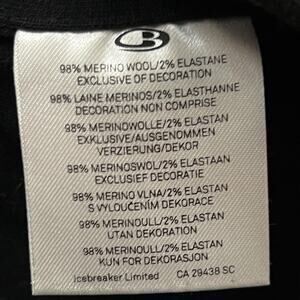 98% MERINO WOOL/2% ELASTANE
EXCLUSIVE OF DECORATION
98% LAINE MERINOS/2% ELASTHANNE
DECORATION NON COMPRISE
98% MERINOWOLLE/2% ELASTAN
EXKLUSIVE/AUSGENOMMEN
VERZIERUNG/DEKOR
98% MERINOSWOL/2% ELASTAAN
EXCLUSIEF DECORATIE
98% MERINO VLNA/2% ELASTAN
S VYLOUČENÍM DEKORACE
98% MERINOULL/2% ELASTAN
UTAN DEKORATION
98% MERINOULL/2% ELASTAN
KUN FOR DEKORASJON
icebreaker Limited CA 29438 SC